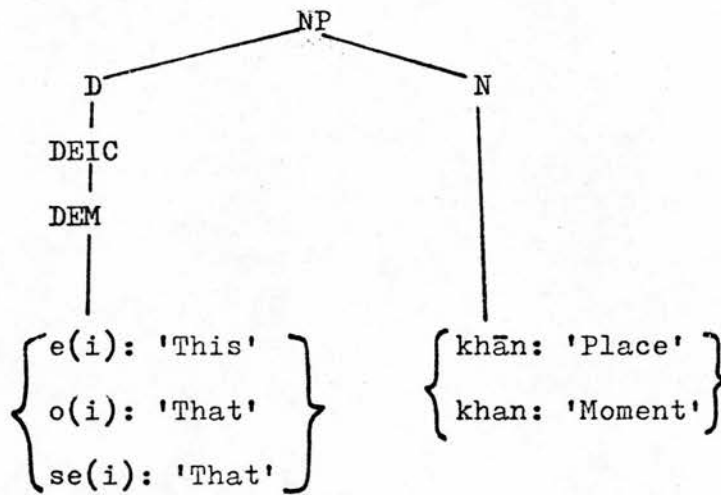 NP
D N
DEIC
DEM
e(i): 'This' khān: 'Place'
o(i): 'That' khan: 'Moment'
se(i): 'That'